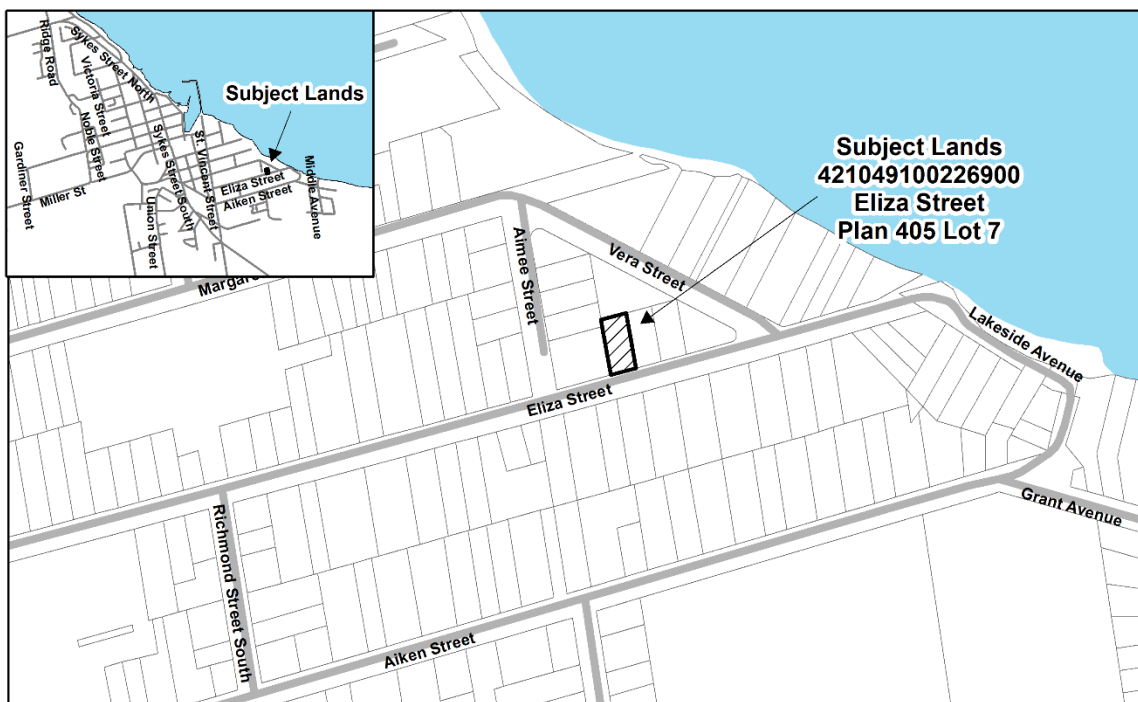 Ridge Road
Sykes Street North
Victoria Street
Noble Street
Gardiner Street
Miller St
Union Street
Sykes Street South
St. Vincent Street
Eliza Street
Aiken Street
Middle Avenue
Subject Lands
Subject Lands
421049100226900
Eliza Street
Plan 405 Lot 7
Margar
Aimee Street
Vera Street
Lakeside Avenue
Eliza Street
Richmond Street South
Grant Avenue
Aiken Street